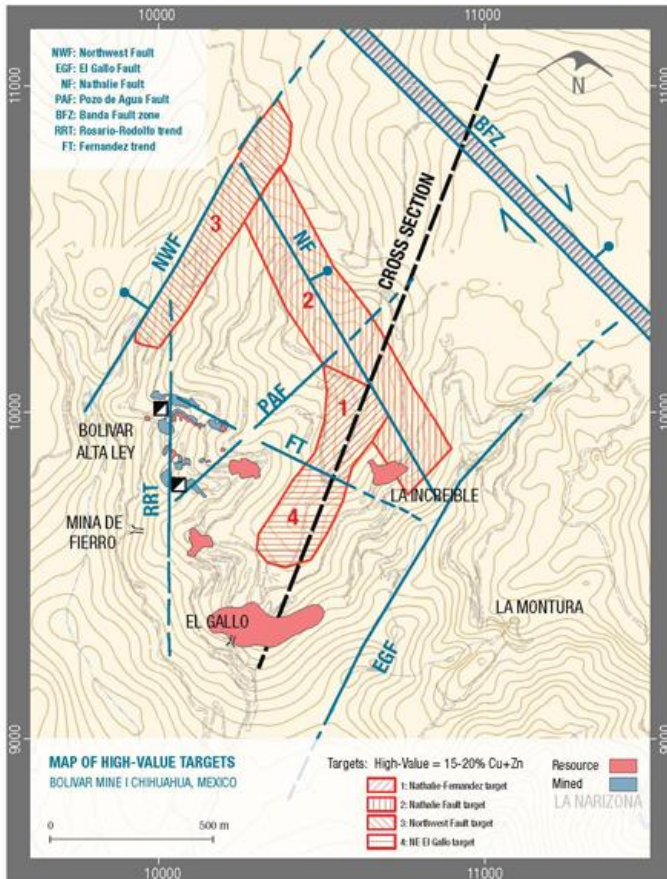 10000
11000
NWF: Northwest Fault
EGF: El Gallo Fault
NF: Nathalie Fault
PAF: Pozo de Agua Fault
BFZ: Banda Fault zone
RRT: Rosario-Rodolfo trend
FT: Fernandez trend
11000
11000
N
BFZ
CROSS SECTION
3
NWF
NF
2
10000
10000
PAF
1
BOLIVAR
ALTA LEY
FT
LA INCREIBLE
RRT
MINA DE
FIERRO
4
EL GALLO
LA MONTURA
EGF
9000
9000
MAP OF HIGH-VALUE TARGETS
BOLIVAR MINE I CHIHUAHUA, MEXICO
0
500 m
Targets: High-Value = 15-20% Cu+Zn
1: Nathalie-Fernandez target
2: Nathalie Fault target
3: Northwest Fault target
4: NE El Gallo target
Resource
Mined
LA NARIZONA
10000
11000